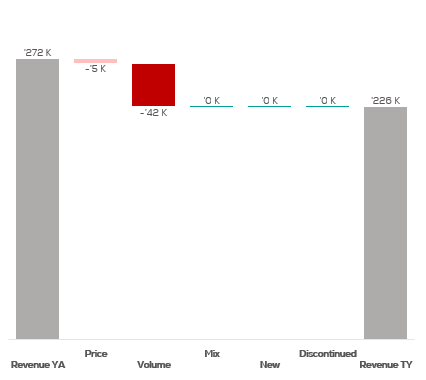 '272 K
-'5 K
-'42 K
'0 K
'0 K
'0 K
'226 K
Revenue YA
Price
Volume
Mix
New
Discontinued
Revenue TY